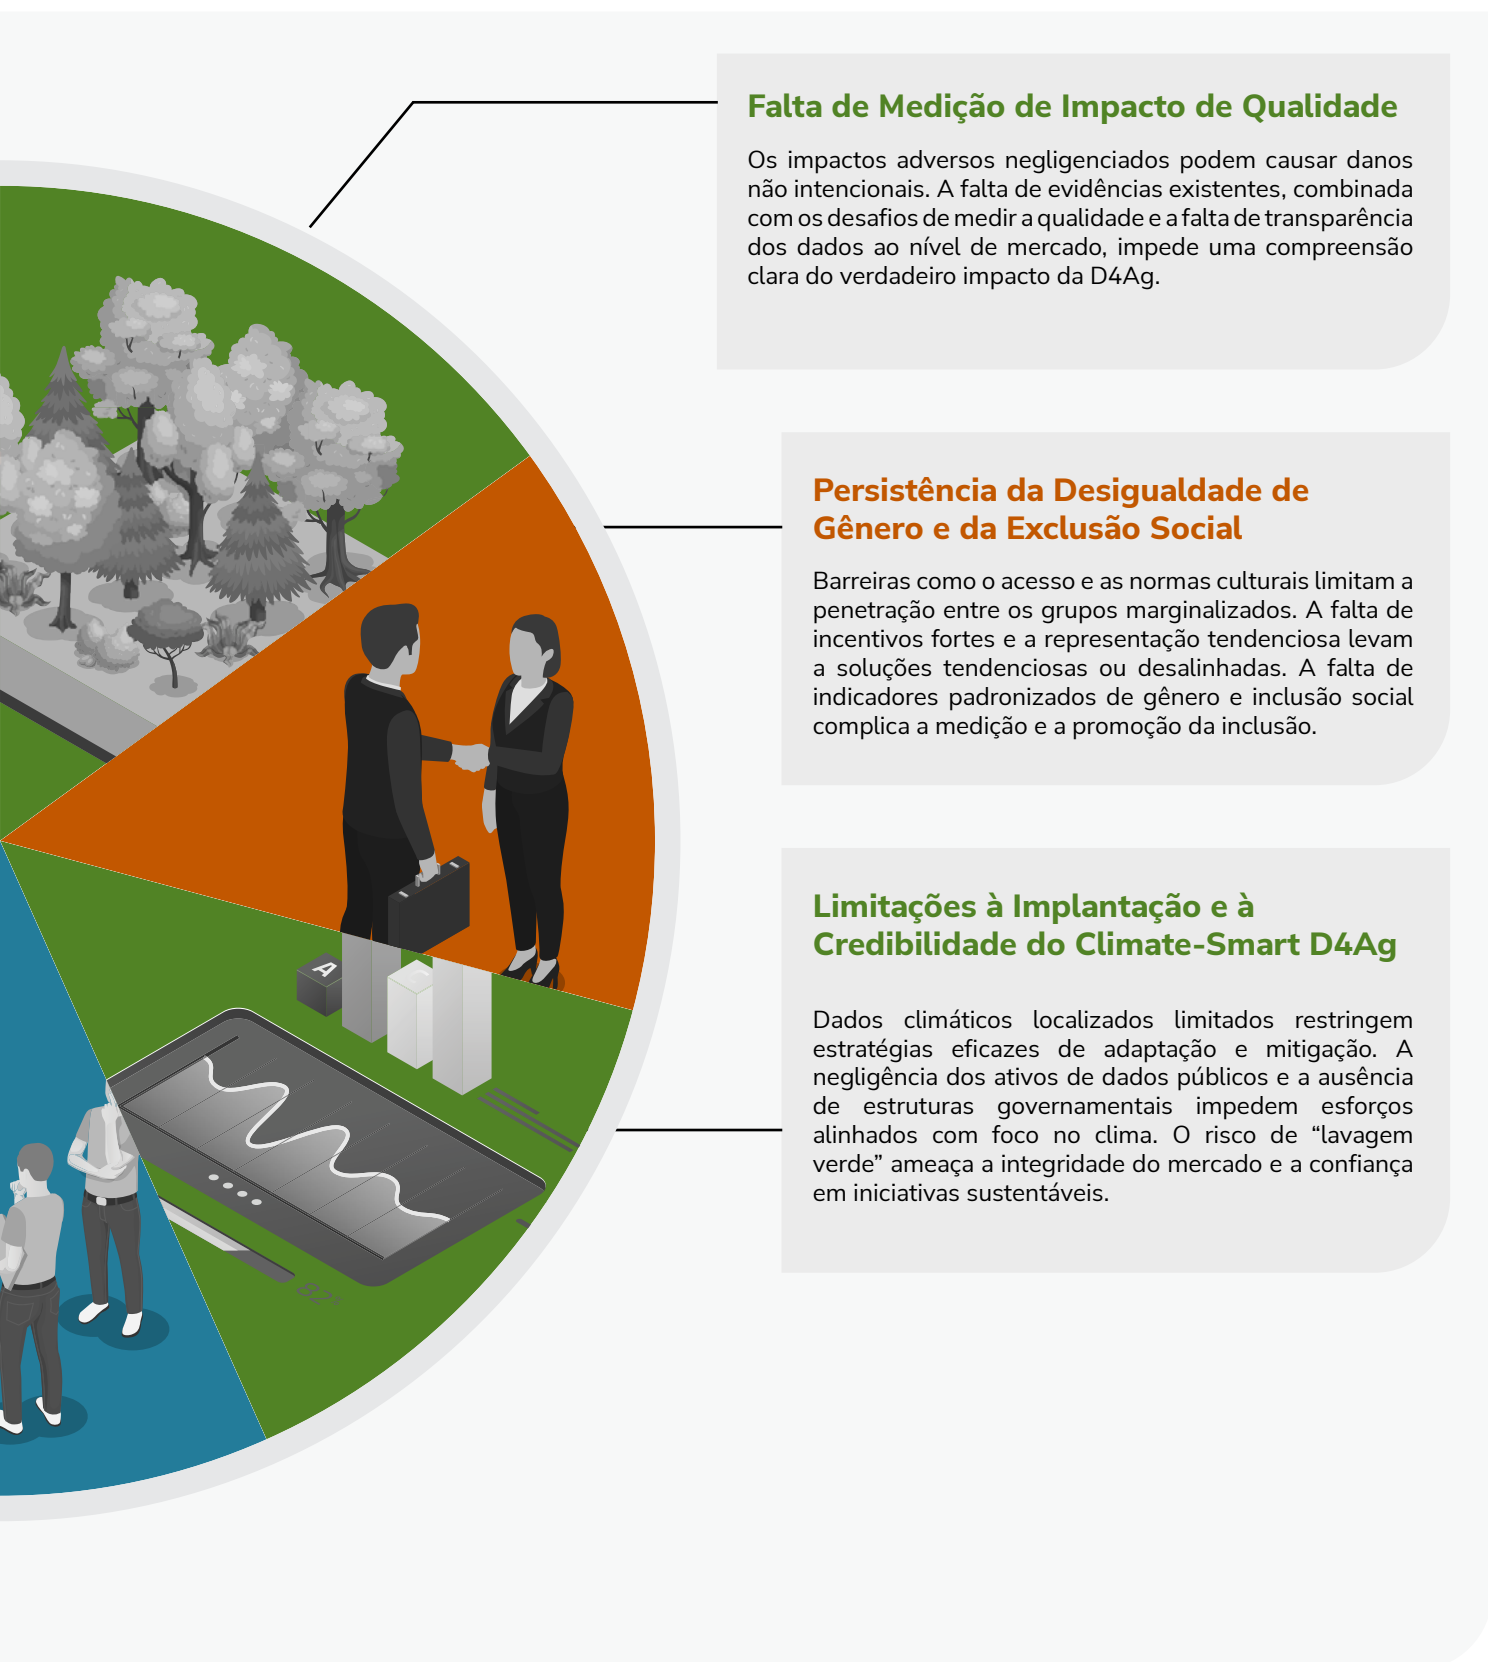 Falta de Medição de Impacto de Qualidade
Os impactos adversos negligenciados podem causar danos
não intencionais. A falta de evidências existentes, combinada
com os desafios de medir a qualidade e a falta de transparência
dos dados ao nível de mercado, impede uma compreensão
clara do verdadeiro impacto da D4Ag.
Persistência da Desigualdade de
Gênero e da Exclusão Social
Barreiras como o acesso e as normas culturais limitam a
penetração entre os grupos marginalizados. A falta de
incentivos fortes e a representação tendenciosa levam
a soluções tendenciosas ou desalinhadas. A falta de
indicadores padronizados de gênero e inclusão social
complica a medição e a promoção da inclusão.
A
Limitações à Implantação e à
Credibilidade do Climate-Smart D4Ag
Dados climáticos localizados limitados restringem
estratégias eficazes de adaptação e mitigação. A
negligência dos ativos de dados públicos e a ausência
de estruturas governamentais impedem esforços
alinhados com foco no clima. O risco de “lavagem
verde” ameaça a integridade do mercado e a confiança
em iniciativas sustentáveis.
82%